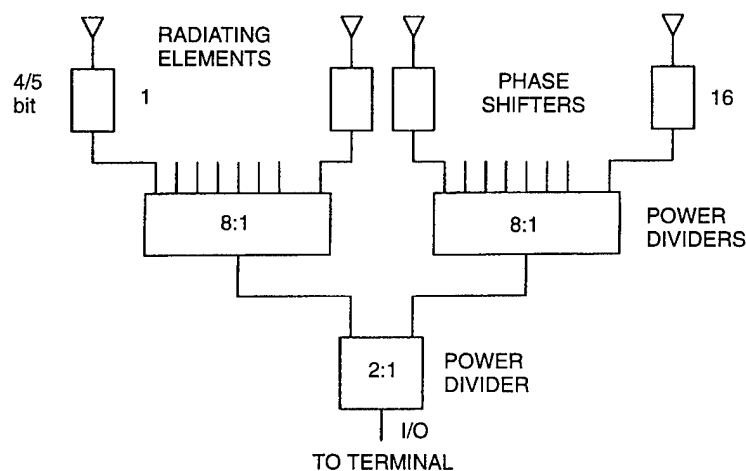 RADIATING
ELEMENTS
4/5
bit
1
PHASE
SHIFTERS
16
8:1
8:1
POWER
DIVIDERS
2:1
POWER
DIVIDER
I/O
TO TERMINAL